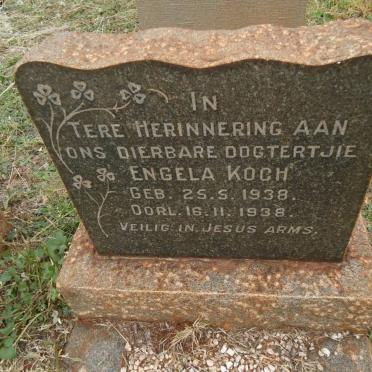 IN
TERE HERINNERING AAN
ONS DIERBARE DOGTERTJIE
ENGELA KOCH
GEB. 25.5.1938.
OORL. 16.11.1938.
VEILIG IN JESUS ARMS.